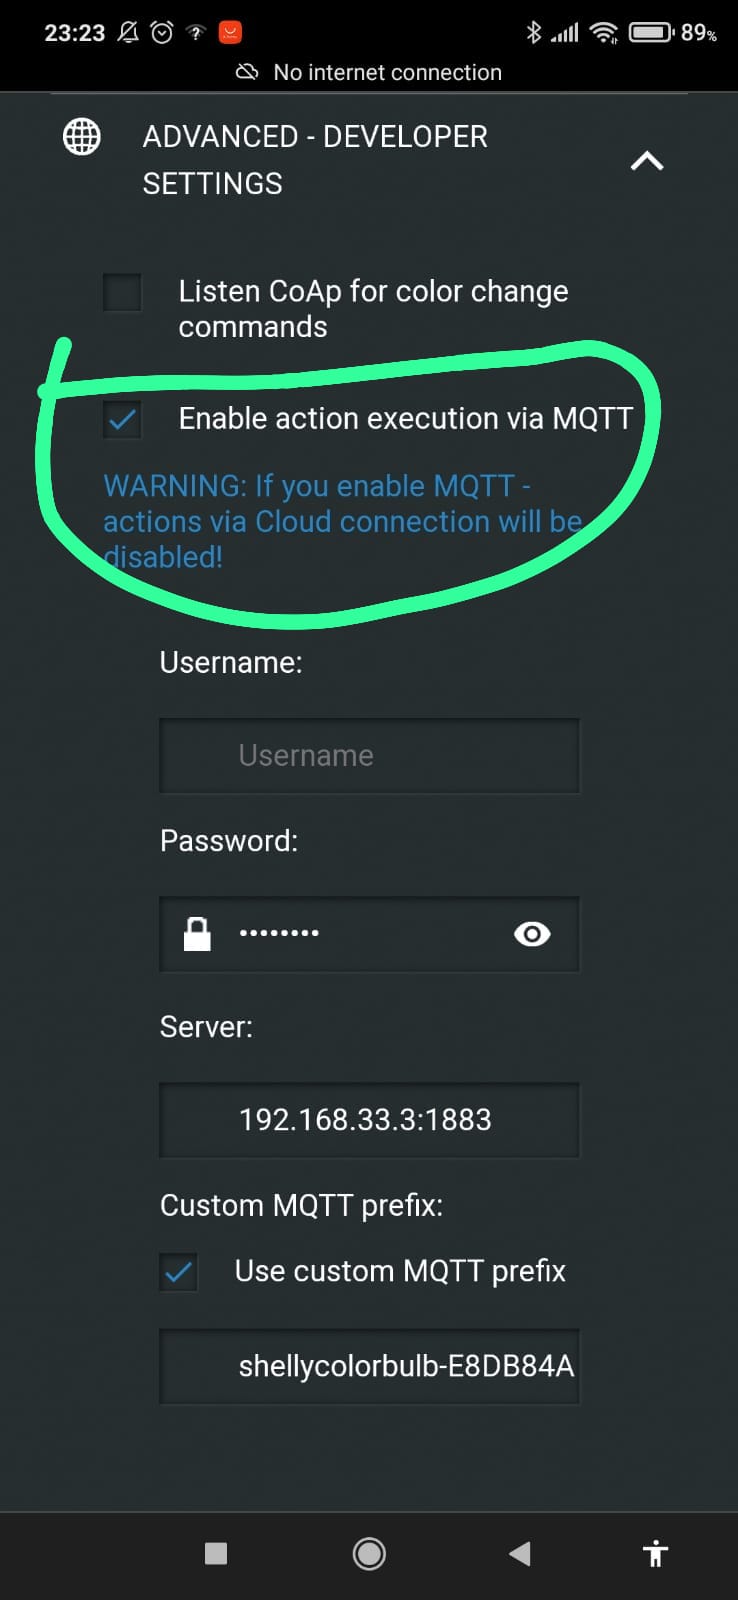 23:23
89%
No internet connection
ADVANCED - DEVELOPER
SETTINGS
Listen CoAp for color change
commands
Enable action execution via MQTT
WARNING: If you enable MQTT -
actions via Cloud connection will be
disabled!
Username:
Username
Password:
••••••••
Server:
192.168.33.3:1883
Custom MQTT prefix:
Use custom MQTT prefix
shellycolorbulb-E8DB84A